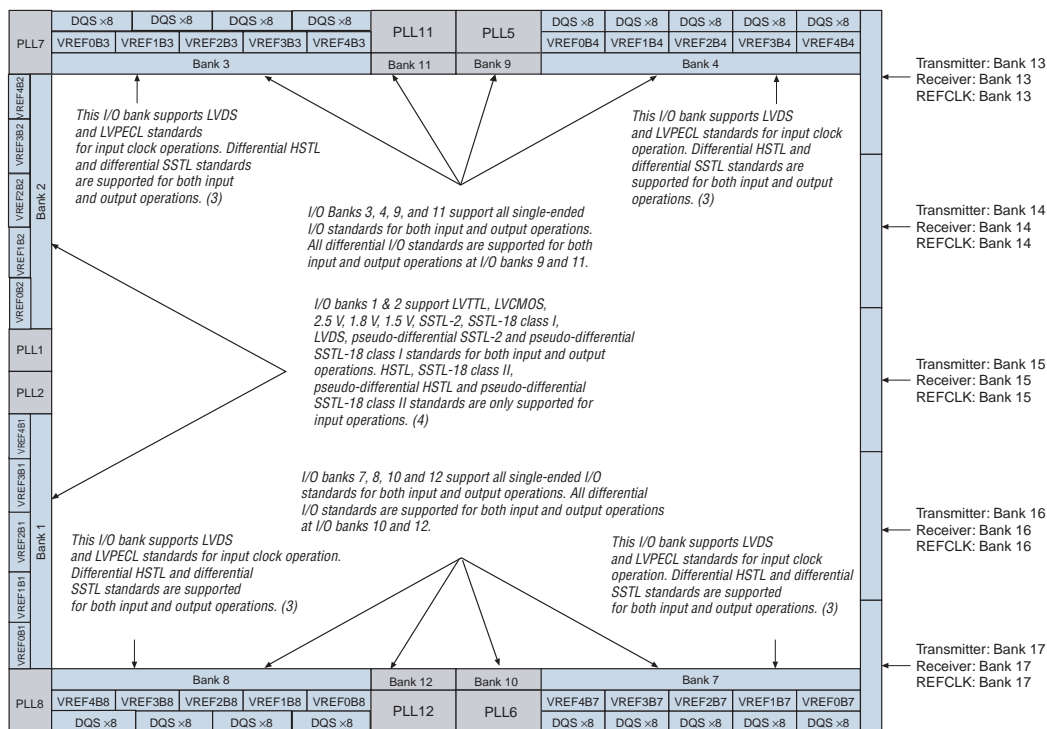 DQS ×8 DQS ×8 DQS ×8 DQS ×8
PLL7
VREF0B3 VREF1B3 VREF2B3 VREF3B3 VREF4B3
Bank 3
PLL11
Bank 11
PLL5
Bank 9
DQS ×8 DQS ×8 DQS ×8 DQS ×8
VREF0B4 VREF1B4 VREF2B4 VREF3B4 VREF4B4
Bank 4
VREF4B2
VREF3B2
VREF2B2
VREF1B2
VREF0B2
Bank 2
This I/O bank supports LVDS
and LVPECL standards
for input clock operations. Differential HSTL
and differential SSTL standards
are supported for both input
and output operations. (3)
This I/O bank supports LVDS
and LVPECL standards for input clock
operation. Differential HSTL and
differential SSTL standards are
supported for both input and output
operations. (3)
I/O Banks 3, 4, 9, and 11 support all single-ended
I/O standards for both input and output operations.
All differential I/O standards are supported for both
input and output operations at I/O banks 9 and 11.
I/O banks 1 & 2 support LVTTL, LVCMOS,
2.5 V, 1.8 V, 1.5 V, SSTL-2, SSTL-18 class I,
LVDS, pseudo-differential SSTL-2 and pseudo-differential
SSTL-18 class I standards for both input and output
operations. HSTL, SSTL-18 class II,
pseudo-differential HSTL and pseudo-differential
SSTL-18 class II standards are only supported for
input operations. (4)
PLL1
PLL2
VREF4B1
VREF3B1
VREF2B1
VREF1B1
VREF0B1
Bank 1
I/O banks 7, 8, 10 and 12 support all single-ended I/O
standards for both input and output operations. All differential
I/O standards are supported for both input and output operations
at I/O banks 10 and 12.
This I/O bank supports LVDS
and LVPECL standards for input clock operation.
Differential HSTL and differential
SSTL standards are supported
for both input and output operations. (3)
This I/O bank supports LVDS
and LVPECL standards for input clock
operation. Differential HSTL and differential
SSTL standards are supported
for both input and output operations. (3)
Transmitter: Bank 13
Receiver: Bank 13
REFCLK: Bank 13
Transmitter: Bank 14
Receiver: Bank 14
REFCLK: Bank 14
Transmitter: Bank 15
Receiver: Bank 15
REFCLK: Bank 15
Transmitter: Bank 16
Receiver: Bank 16
REFCLK: Bank 16
Transmitter: Bank 17
Receiver: Bank 17
REFCLK: Bank 17
PLL8
Bank 8
VREF4B8 VREF3B8 VREF2B8 VREF1B8 VREF0B8
DQS ×8 DQS ×8 DQS ×8 DQS ×8
Bank 12
PLL12
Bank 10
PLL6
Bank 7
VREF4B7 VREF3B7 VREF2B7 VREF1B7 VREF0B7
DQS ×8 DQS ×8 DQS ×8 DQS ×8